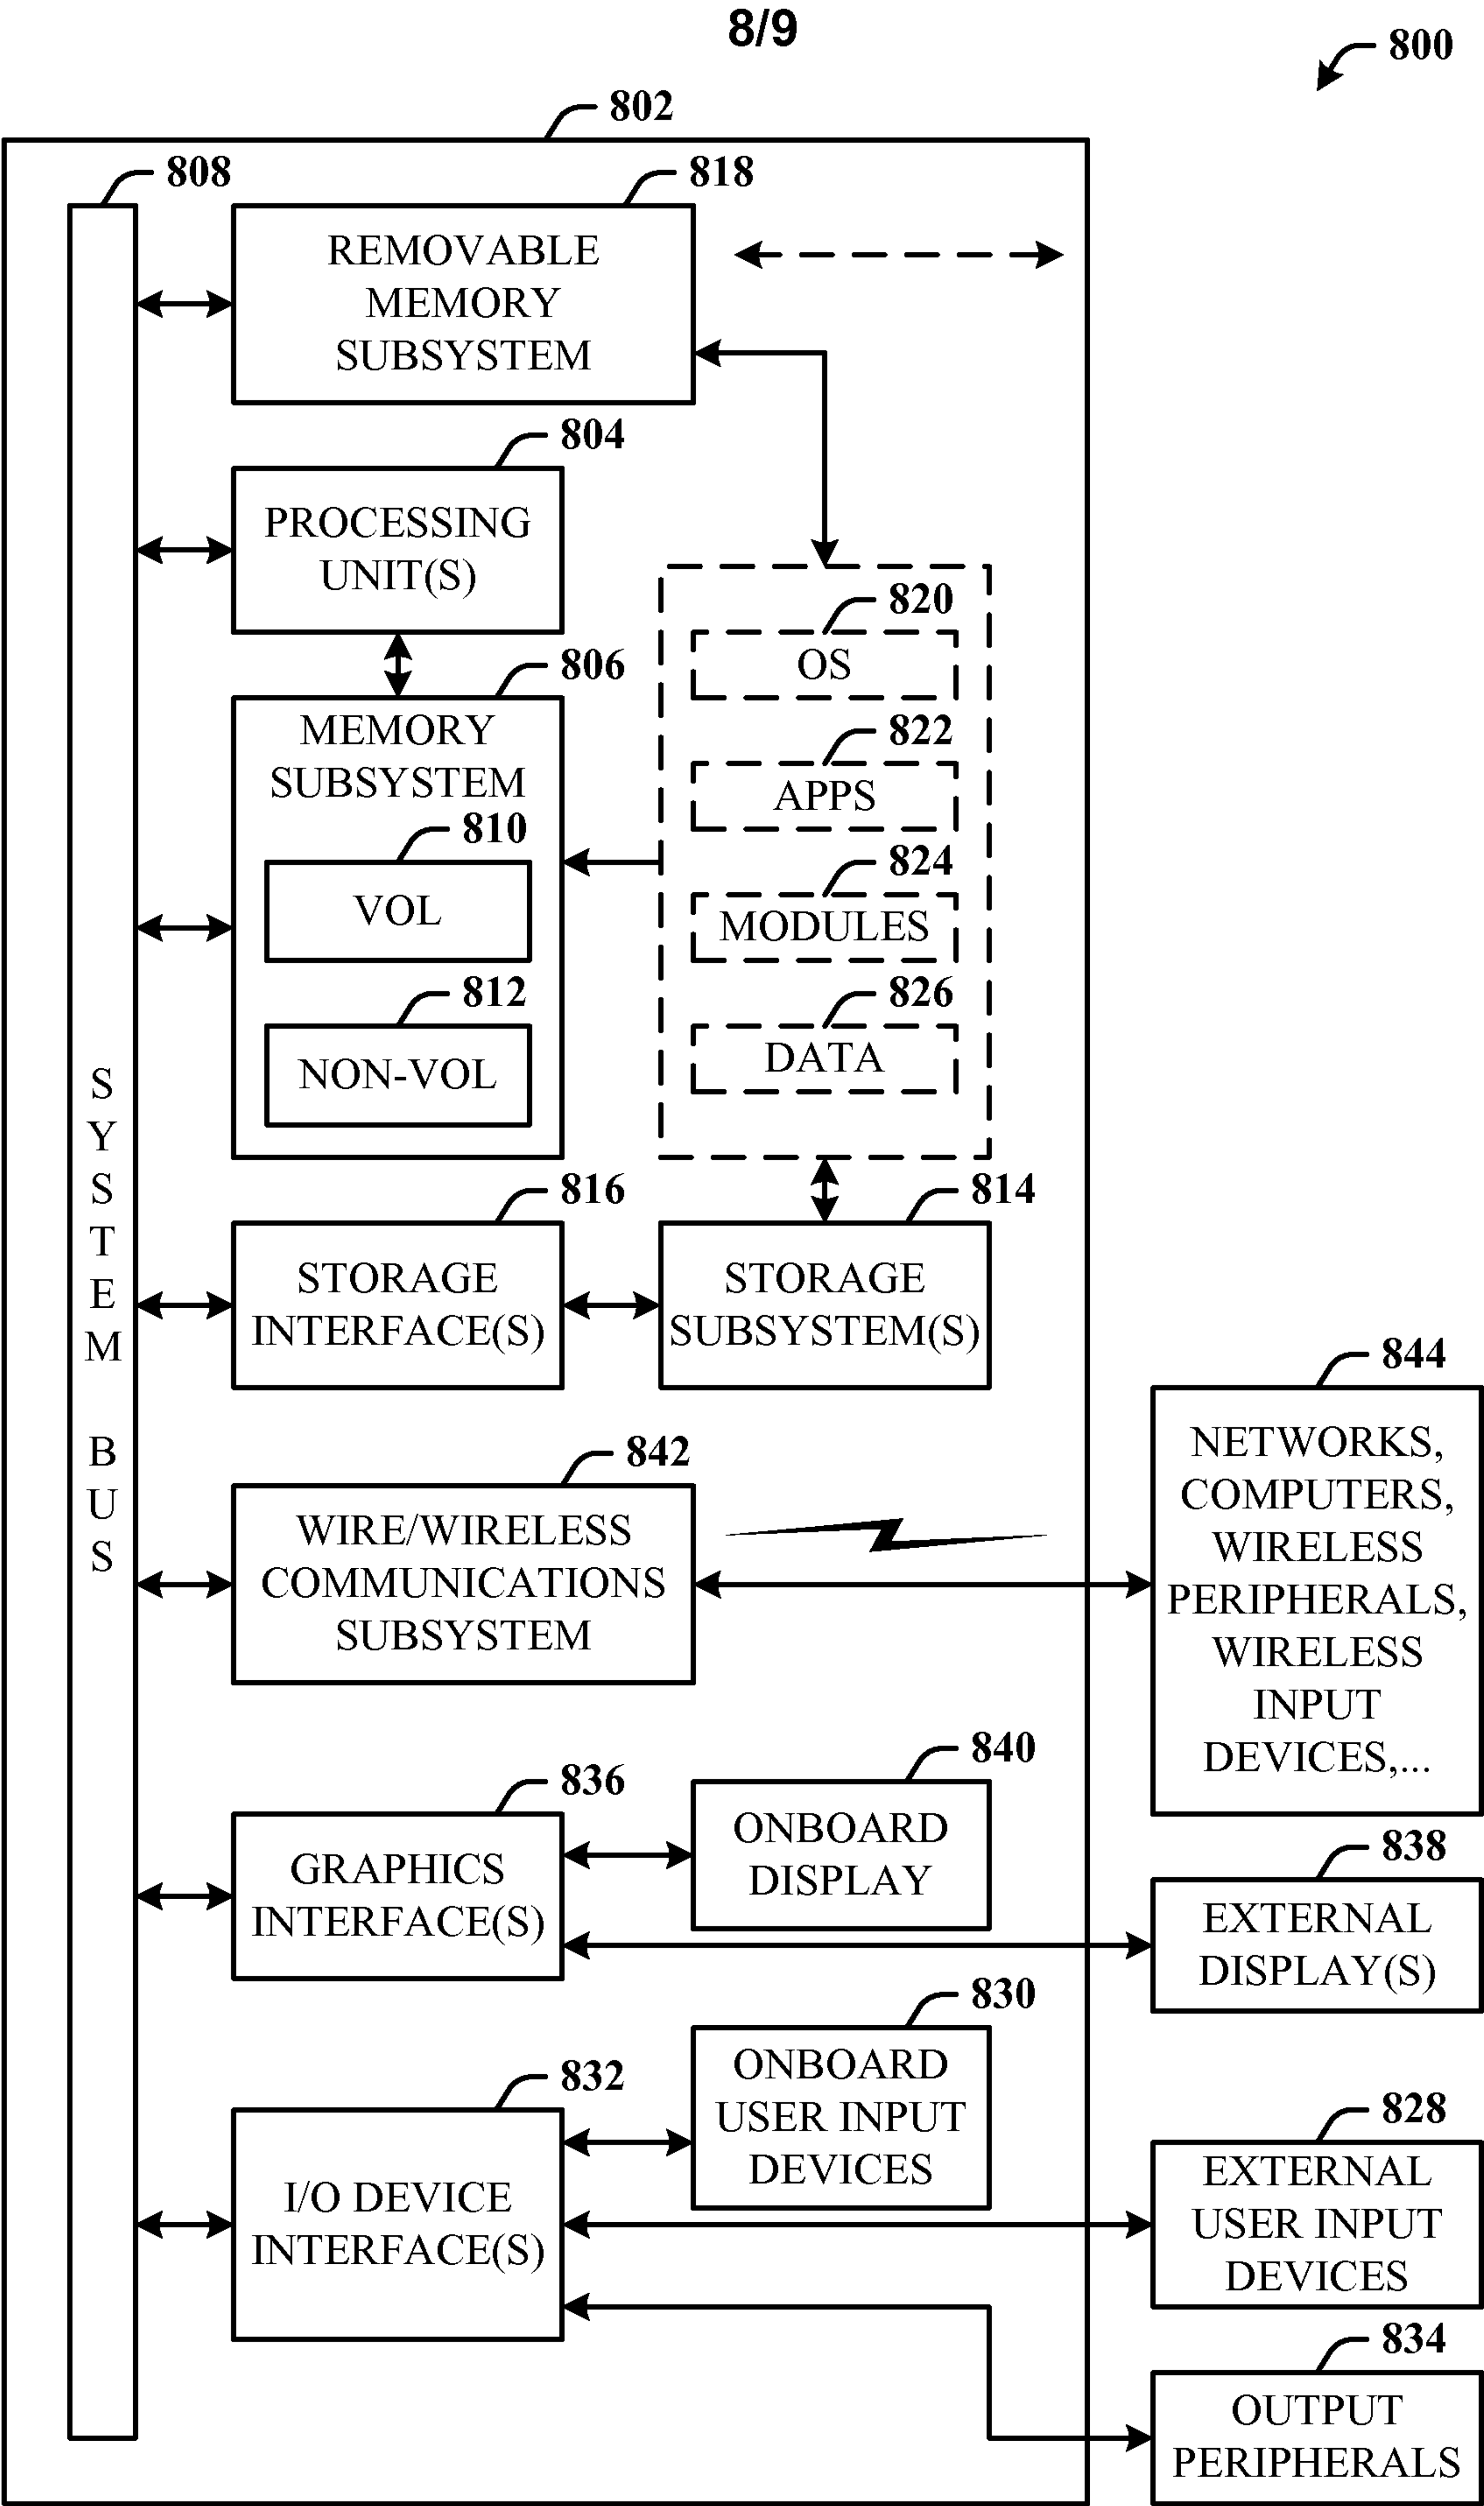 8/9
800
802
808
818
REMOVABLE
MEMORY
SUBSYSTEM
804
PROCESSING
UNIT(S)
820
OS
806
MEMORY
SUBSYSTEM
822
APPS
810
VOL
824
MODULES
812
NON-VOL
826
DATA
SYSTEM BUS
816
STORAGE
INTERFACE(S)
814
STORAGE
SUBSYSTEM(S)
844
NETWORKS,
COMPUTERS,
WIRELESS
PERIPHERALS,
WIRELESS
INPUT
DEVICES,...
842
WIRE/WIRELESS
COMMUNICATIONS
SUBSYSTEM
840
ONBOARD
DISPLAY
836
GRAPHICS
INTERFACE(S)
838
EXTERNAL
DISPLAY(S)
830
ONBOARD
USER INPUT
DEVICES
832
I/O DEVICE
INTERFACE(S)
828
EXTERNAL
USER INPUT
DEVICES
834
OUTPUT
PERIPHERALS